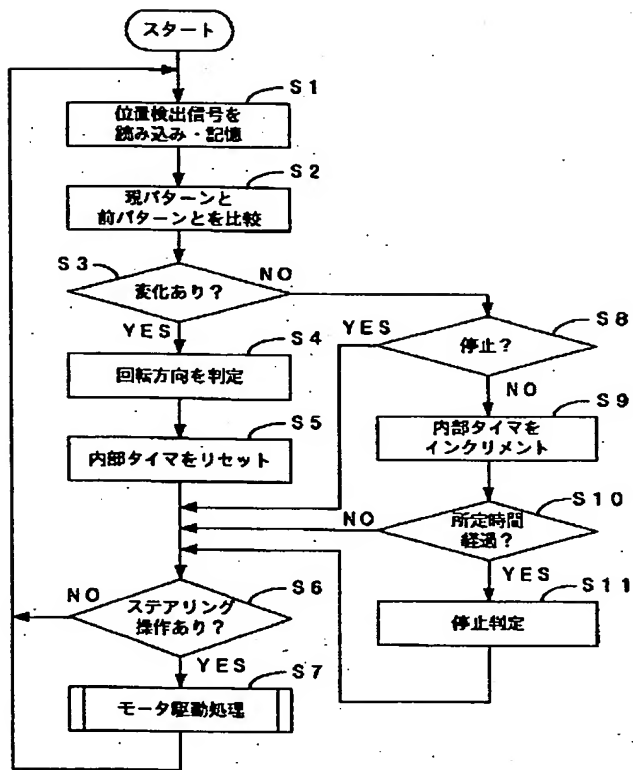 スタート
S1
位置検出信号を
読み込み・記憶
S2
現パターンと
前パターンとを比較
S3
変化あり?
NO
YES
S4
回転方向を判定
S5
内部タイマをリセット
S8
停止?
YES
NO
S9
内部タイマを
インクリメント
S10
所定時間
経過?
NO
YES
S11
停止判定
S6
ステアリング
操作あり?
NO
YES
S7
モータ駆動処理